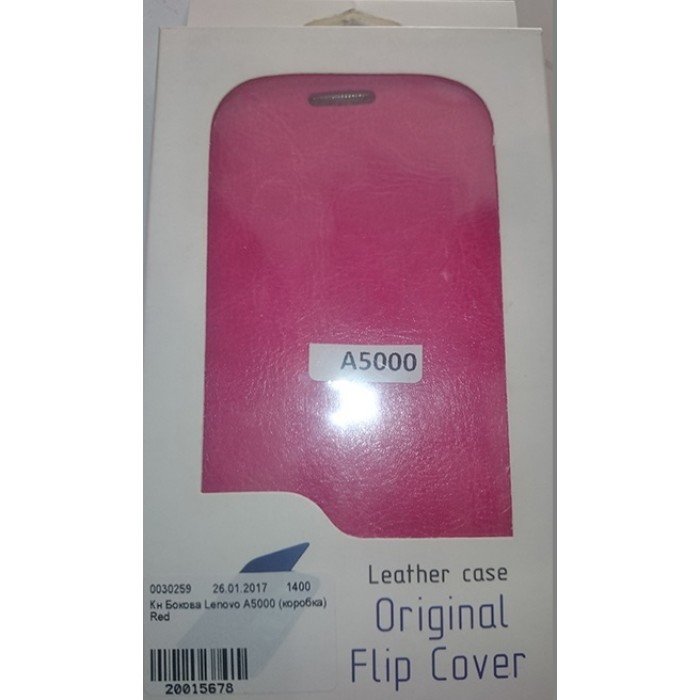 A5000
Leather case
Original
Flip Cover
0030259 26.01.2017 1400
Кн Бокова Lenovo A5000 (коробка)
Red
20015678